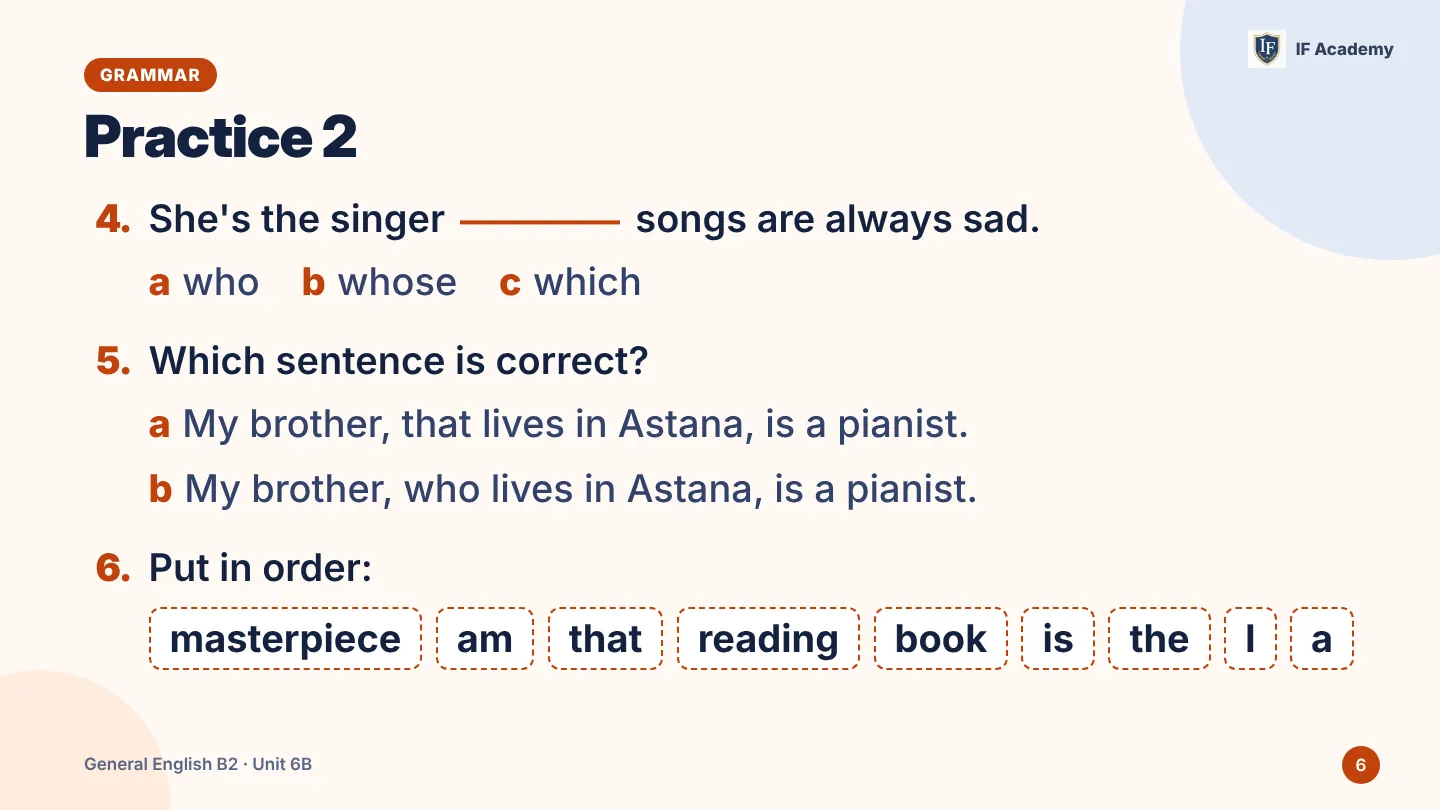 IF Academy
GRAMMAR
Practice 2
4. She's the singer songs are always sad.
a who b whose c which
5. Which sentence is correct?
a My brother, that lives in Astana, is a pianist.
b My brother, who lives in Astana, is a pianist.
6. Put in order:
masterpiece am that reading book is the I a
General English B2 · Unit 6B
6